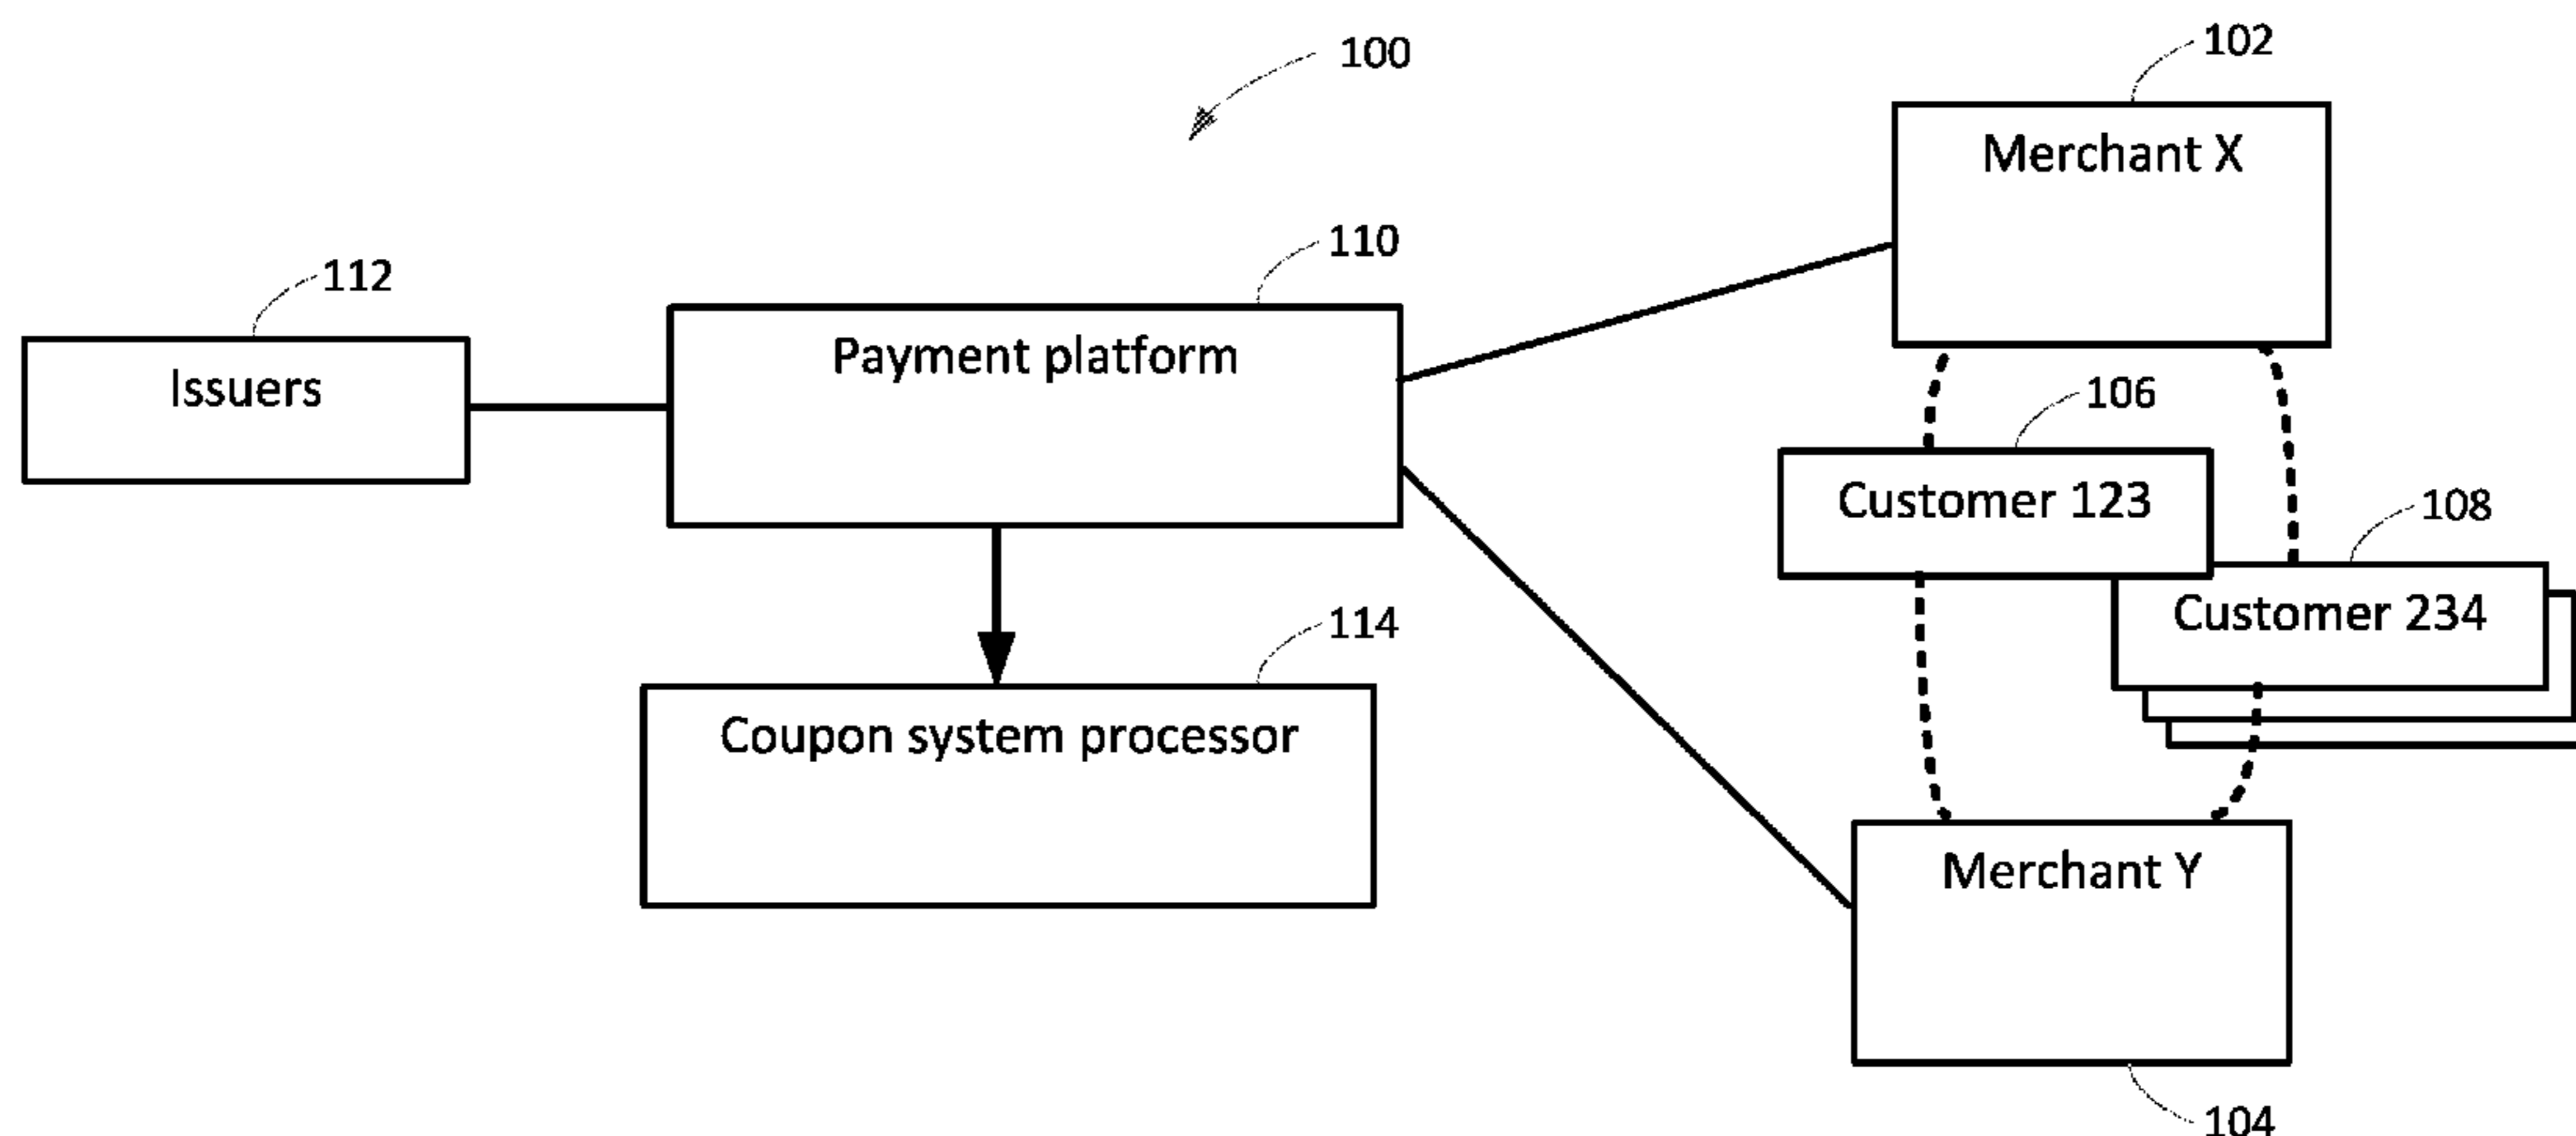 100
102
Merchant X
110
112
Payment platform
Issuers
106
Customer 123
108
Customer 234
114
Coupon system processor
Merchant Y
104